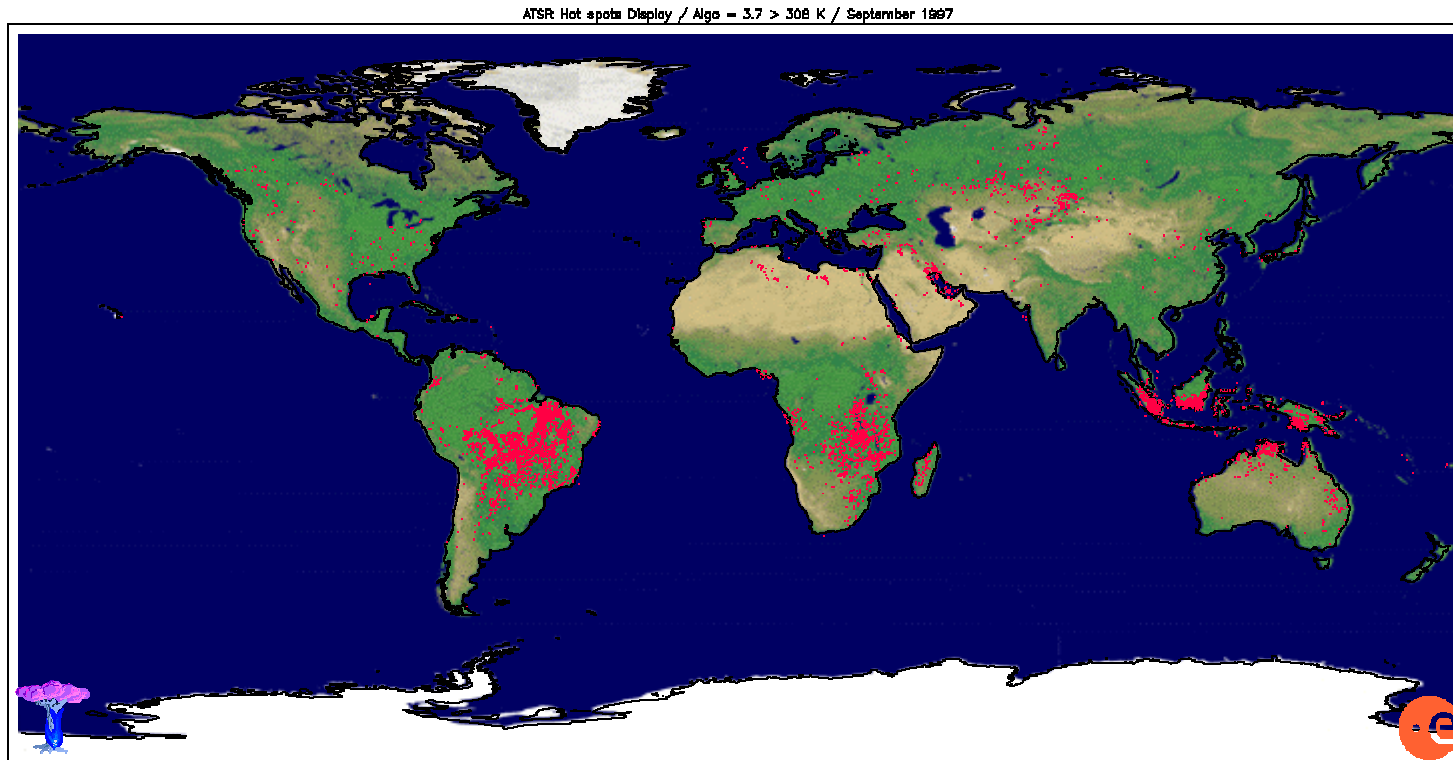 ATSR Hot spots Display / Algo = 3.7 > 308 K / September 1997
e